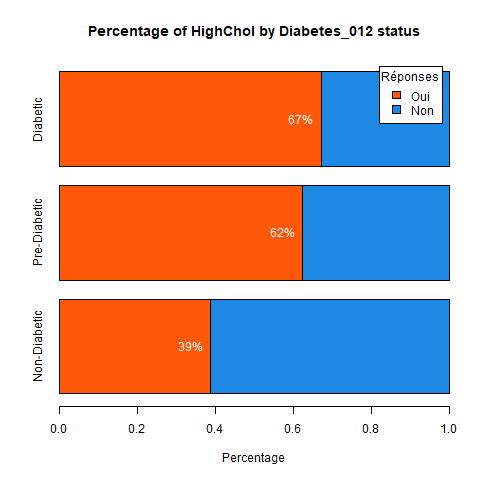 Percentage of HighChol by Diabetes_012 status
Réponses
Oui
Non
Diabetic
67%
Pre-Diabetic
62%
Non-Diabetic
39%
0.0 0.2 0.4 0.6 0.8 1.0
Percentage